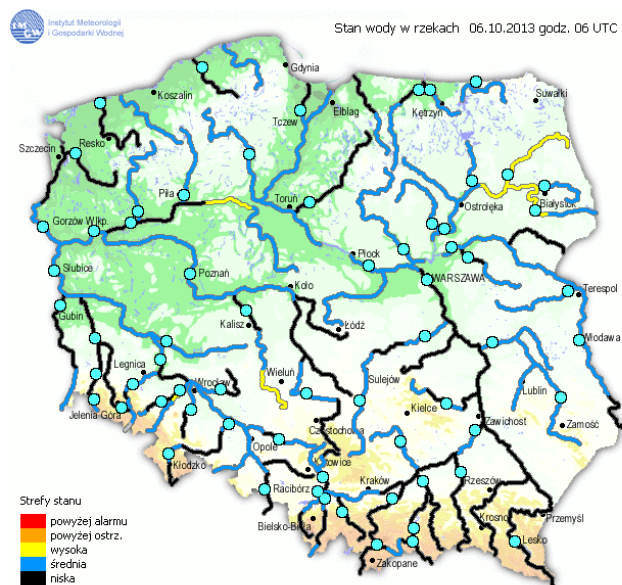 IMGW
Instytut Meteorologii
i Gospodarki Wodnej
Stan wody w rzekach 06.10.2013 godz. 06 UTC
Gdynia
Koszalin
Suwałki
Elbląg
Kętrzyn
Tczew
Resko
Szczecin
Piła
Toruń
Ostrołęka
Białystok
Gorzów Wlkp.
Płock
Słubice
Poznań
WARSZAWA
Koło
Terespol
Gubin
Kalisz
Łódź
Włodawa
Legnica
Wieluń
Sulejów
Wrocław
Lublin
Jelenia Góra
Kielce
Częstochowa
Zawichost
Zamość
Opole
Kłodzko
Katowice
Racibórz
Kraków
Rzeszów
Bielsko-Biała
Krosno
Przemyśl
Lesko
Zakopane
Strefy stanu
powyżej alarmu
powyżej ostrz.
wysoka
średnia
niska